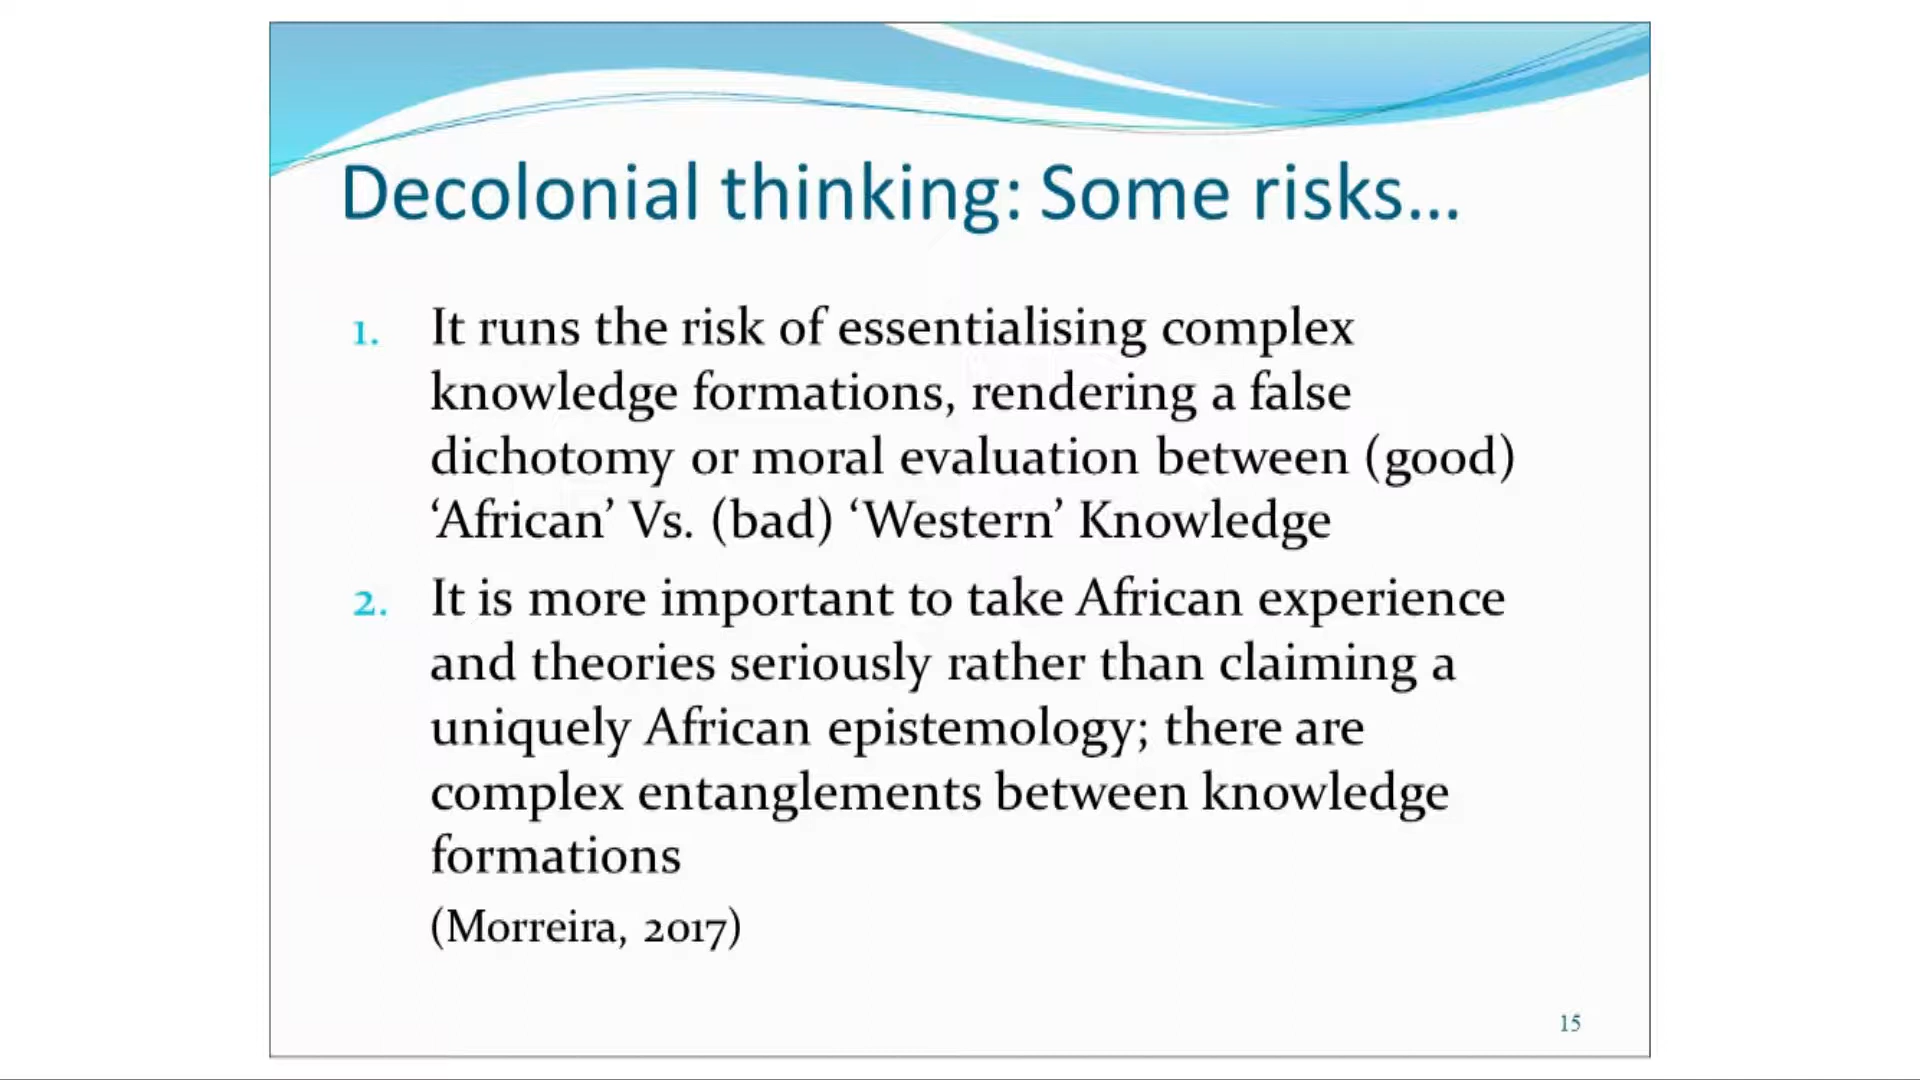 Decolonial thinking: Some risks...
1. It runs the risk of essentialising complex
knowledge formations, rendering a false
dichotomy or moral evaluation between (good)
‘African’ Vs. (bad) ‘Western’ Knowledge
2. It is more important to take African experience
and theories seriously rather than claiming a
uniquely African epistemology; there are
complex entanglements between knowledge
formations
(Morreira, 2017)
15